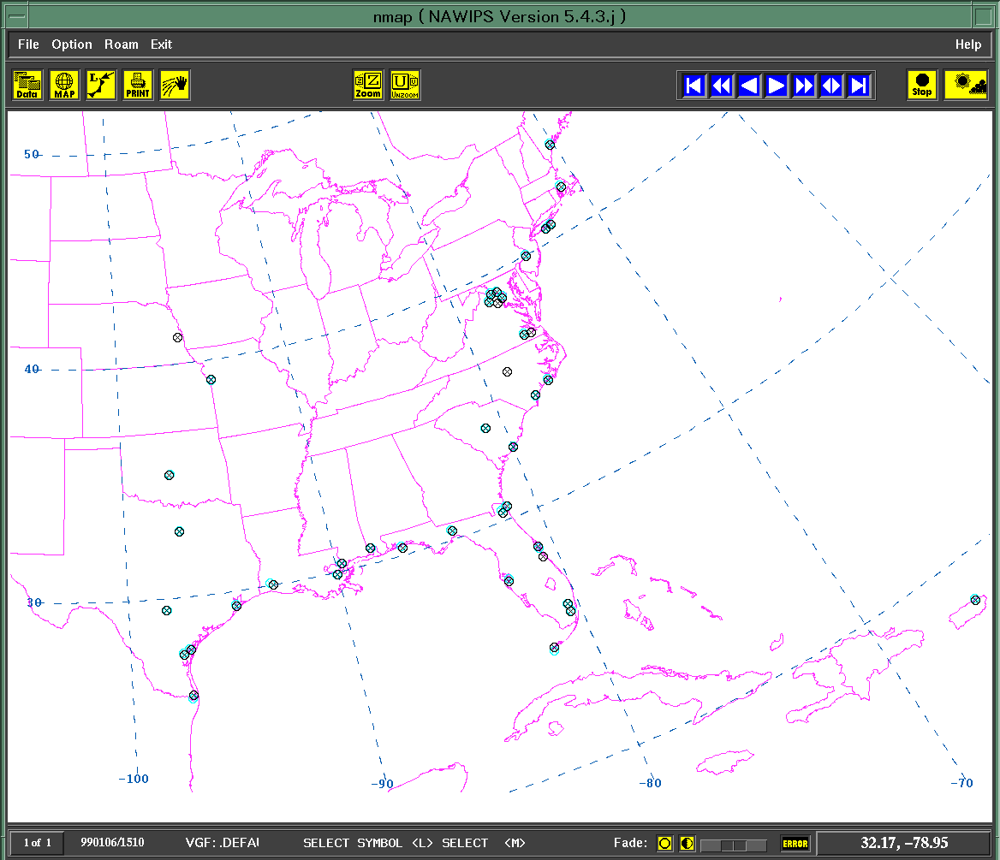 nmap ( NAWIPS Version 5.4.3.j )
File Option Roam Exit Help
Data MAP L PRINT Z Z Zoom U U UNZOOM Stop
50
40
30
-100 -90 -80 -70
1 of 1 990106/1510 VGF: .DEFAU SELECT SYMBOL <L> SELECT <M> Fade: ERROR 32.17, -78.95